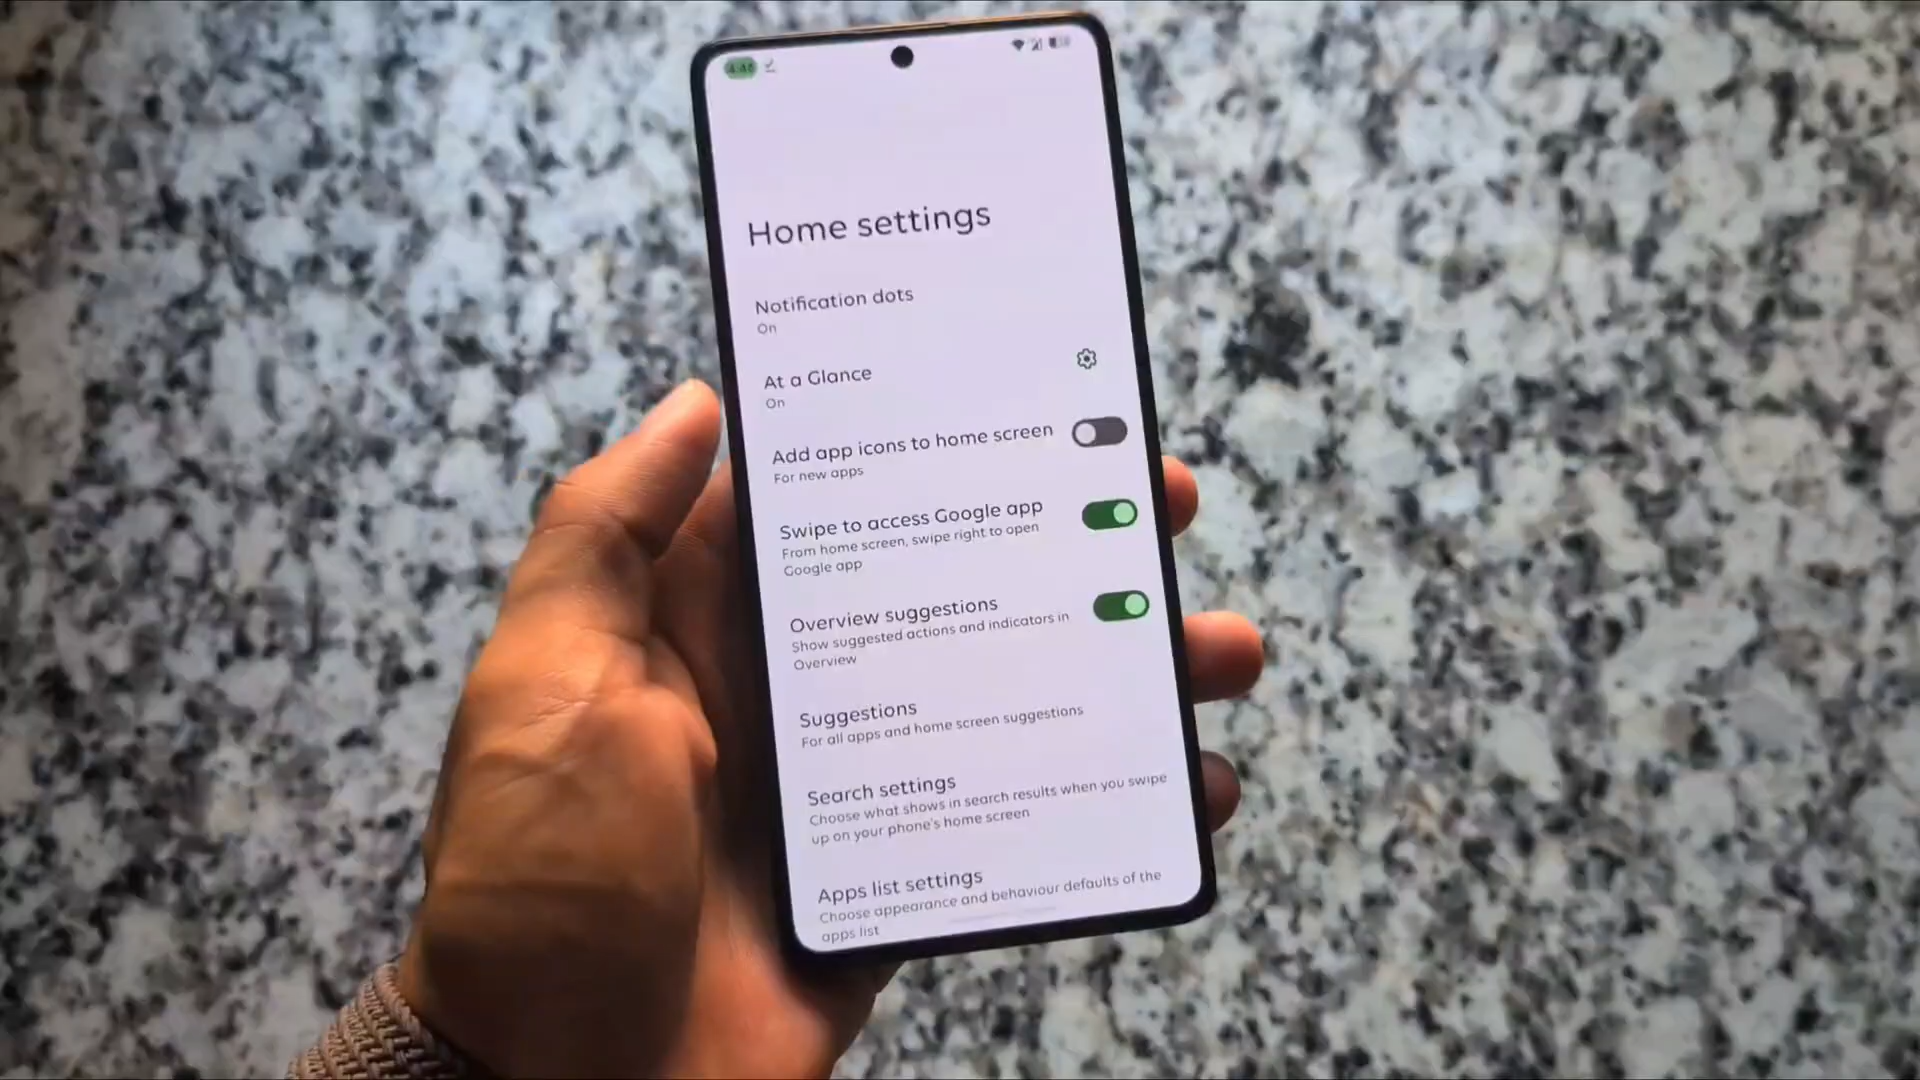 4:46
Home settings
Notification dots
On
At a Glance
On
Add app icons to home screen
For new apps
Swipe to access Google app
From home screen, swipe right to open
Google app
Overview suggestions
Show suggested actions and indicators in
Overview
Suggestions
For all apps and home screen suggestions
Search settings
Choose what shows in search results when you swipe
up on your phone's home screen
Apps list settings
Choose appearance and behaviour defaults of the
apps list